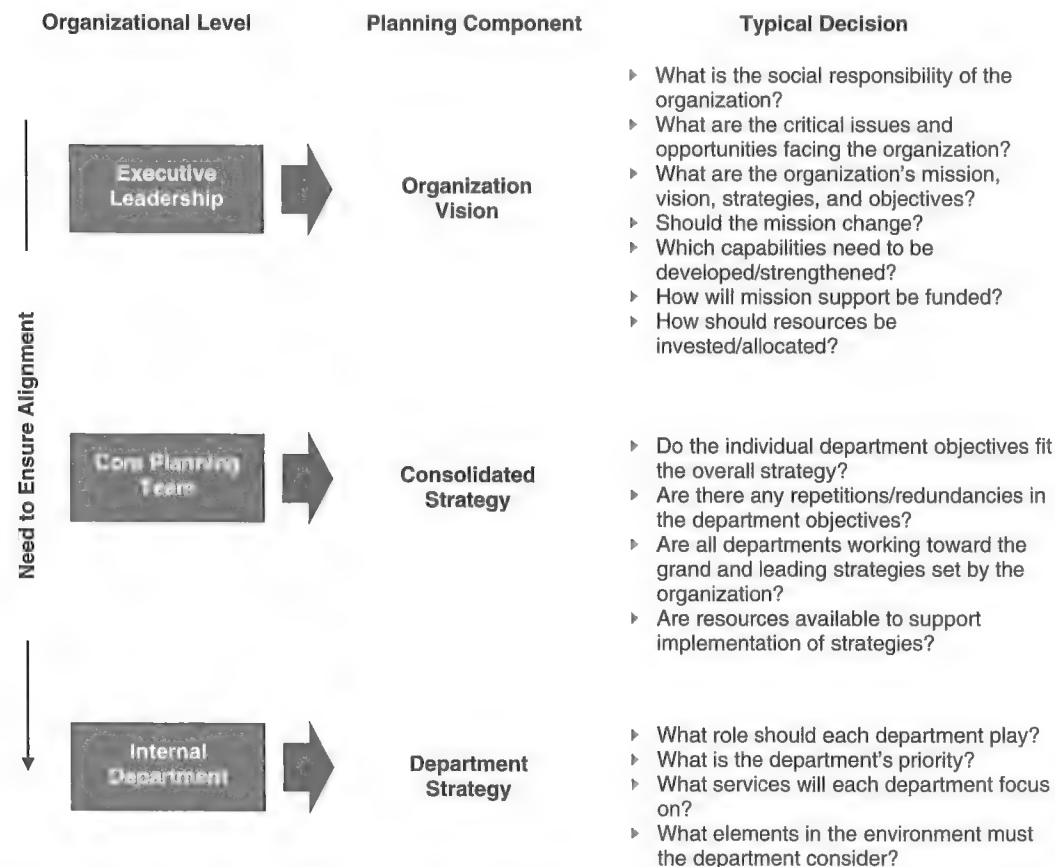 Organizational Level
Planning Component
Typical Decision
Need to Ensure Alignment
Executive
Leadership
Organization
Vision
▸ What is the social responsibility of the
organization?
▸ What are the critical issues and
opportunities facing the organization?
▸ What are the organization's mission,
vision, strategies, and objectives?
▸ Should the mission change?
▸ Which capabilities need to be
developed/strengthened?
▸ How will mission support be funded?
▸ How should resources be
invested/allocated?
Core Planning
Team
Consolidated
Strategy
▸ Do the individual department objectives fit
the overall strategy?
▸ Are there any repetitions/redundancies in
the department objectives?
▸ Are all departments working toward the
grand and leading strategies set by the
organization?
▸ Are resources available to support
implementation of strategies?
Internal
Department
Department
Strategy
▸ What role should each department play?
▸ What is the department's priority?
▸ What services will each department focus
on?
▸ What elements in the environment must
the department consider?